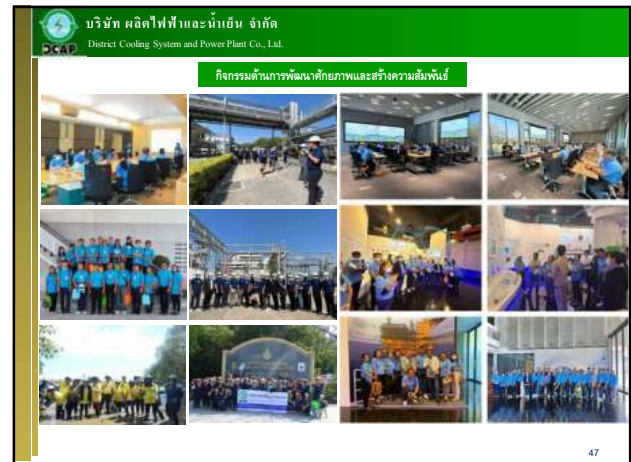 บริษัท ผลิตไฟฟ้าและน้ำเย็น จำกัด
District Cooling System and Power Plant Co., Ltd.
DCAP
กิจกรรมด้านการพัฒนาศักยภาพและสร้างความสัมพันธ์
47